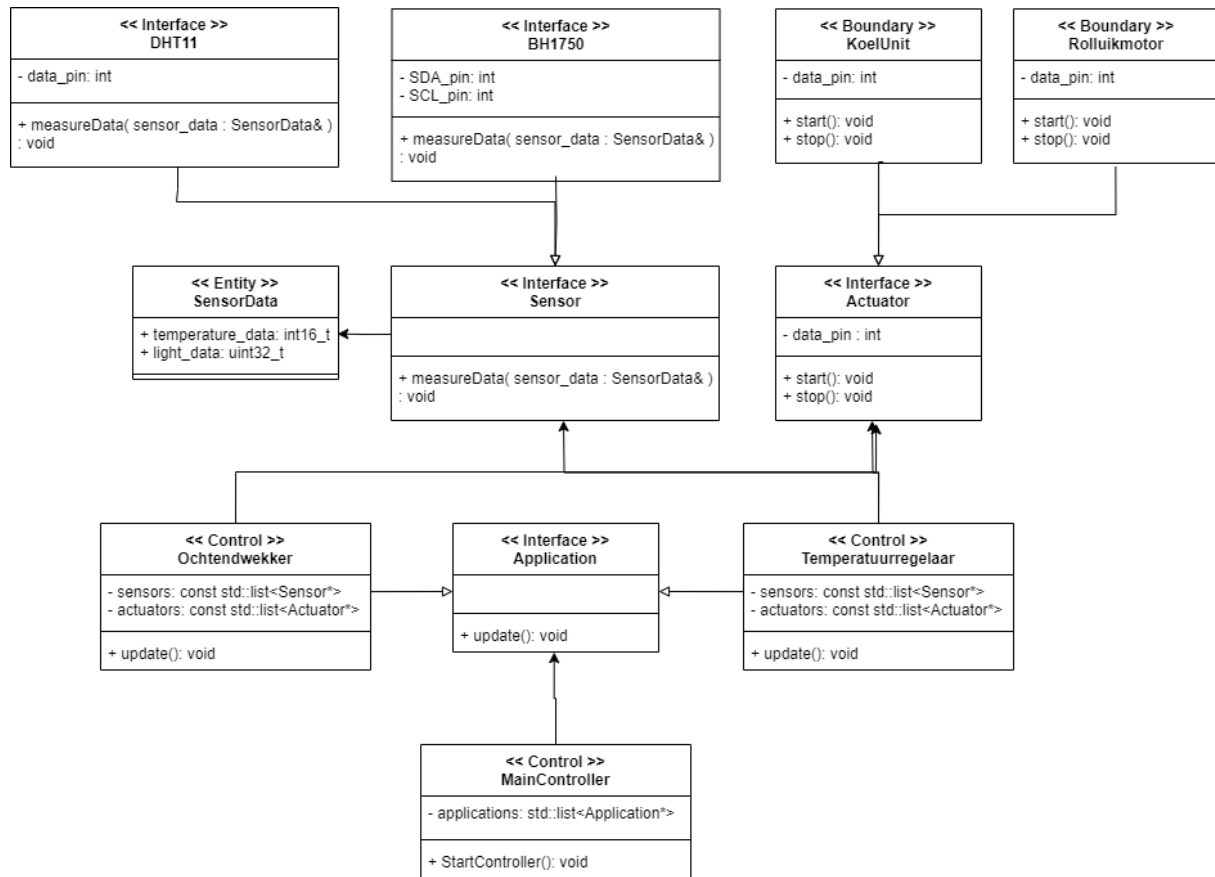 << Interface >>
DHT11
- data_pin: int
+ measureData( sensor_data : SensorData& )
: void
<< Interface >>
BH1750
- SDA_pin: int
- SCL_pin: int
+ measureData( sensor_data : SensorData& )
: void
<< Boundary >>
KoelUnit
- data_pin: int
+ start(): void
+ stop(): void
<< Boundary >>
Rolluikmotor
- data_pin: int
+ start(): void
+ stop(): void
<< Entity >>
SensorData
+ temperature_data: int16_t
+ light_data: uint32_t
<< Interface >>
Sensor
+ measureData( sensor_data : SensorData& )
: void
<< Interface >>
Actuator
- data_pin : int
+ start(): void
+ stop(): void
<< Control >>
Ochtendwekker
- sensors: const std::list<Sensor*>
- actuators: const std::list<Actuator*>
+ update(): void
<< Interface >>
Application
+ update(): void
<< Control >>
Temperatuurregelaar
- sensors: const std::list<Sensor*>
- actuators: const std::list<Actuator*>
+ update(): void
<< Control >>
MainController
- applications: std::list<Application*>
+ StartController(): void